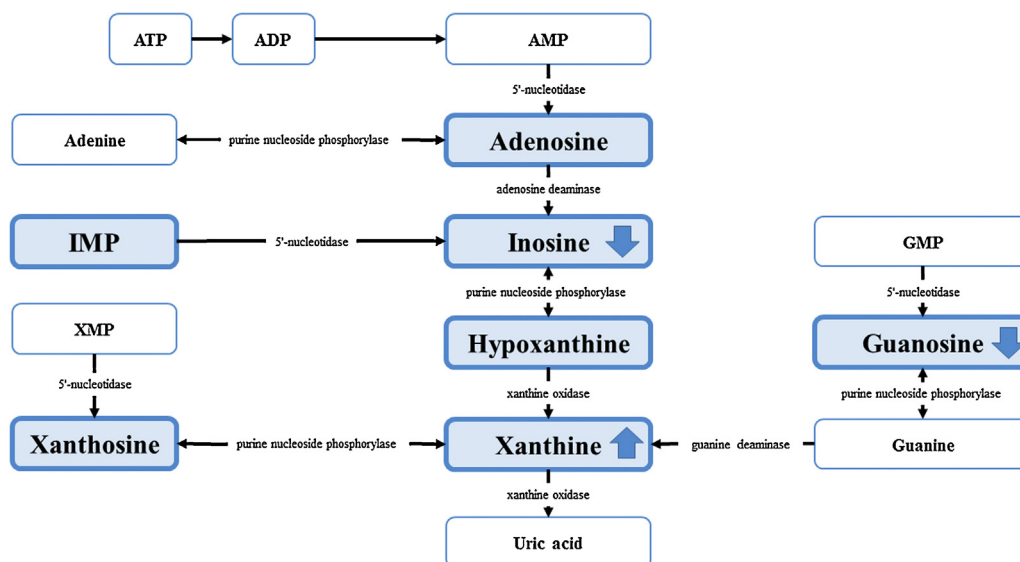 ATP
ADP
AMP
5'-nucleotidase
Adenine
purine nucleoside phosphorylase
Adenosine
adenosine deaminase
IMP
5'-nucleotidase
Inosine
GMP
purine nucleoside phosphorylase
5'-nucleotidase
XMP
Hypoxanthine
Guanosine
5'-nucleotidase
xanthine oxidase
purine nucleoside phosphorylase
Xanthosine
purine nucleoside phosphorylase
Xanthine
guanine deaminase
Guanine
xanthine oxidase
Uric acid